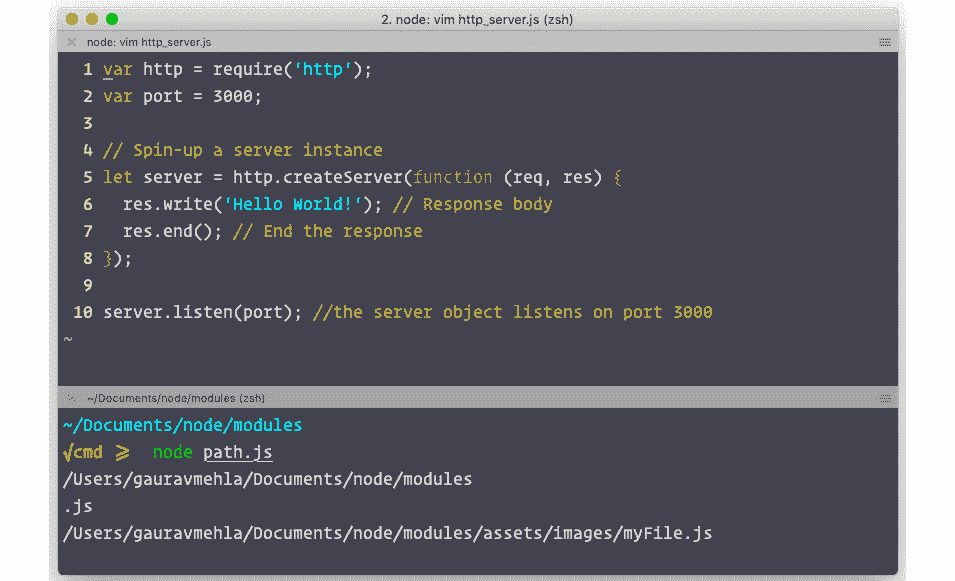 2. node: vim http_server.js (zsh)
node: vim http_server.js
1 var http = require('http');
2 var port = 3000;
3
4 // Spin-up a server instance
5 let server = http.createServer(function (req, res) {
6   res.write('Hello World!'); // Response body
7   res.end(); // End the response
8 });
9
10 server.listen(port); //the server object listens on port 3000
~
~/Documents/node/modules (zsh)
~/Documents/node/modules
√cmd ⩾ node path.js
/Users/gauravmehla/Documents/node/modules
.js
/Users/gauravmehla/Documents/node/modules/assets/images/myFile.js